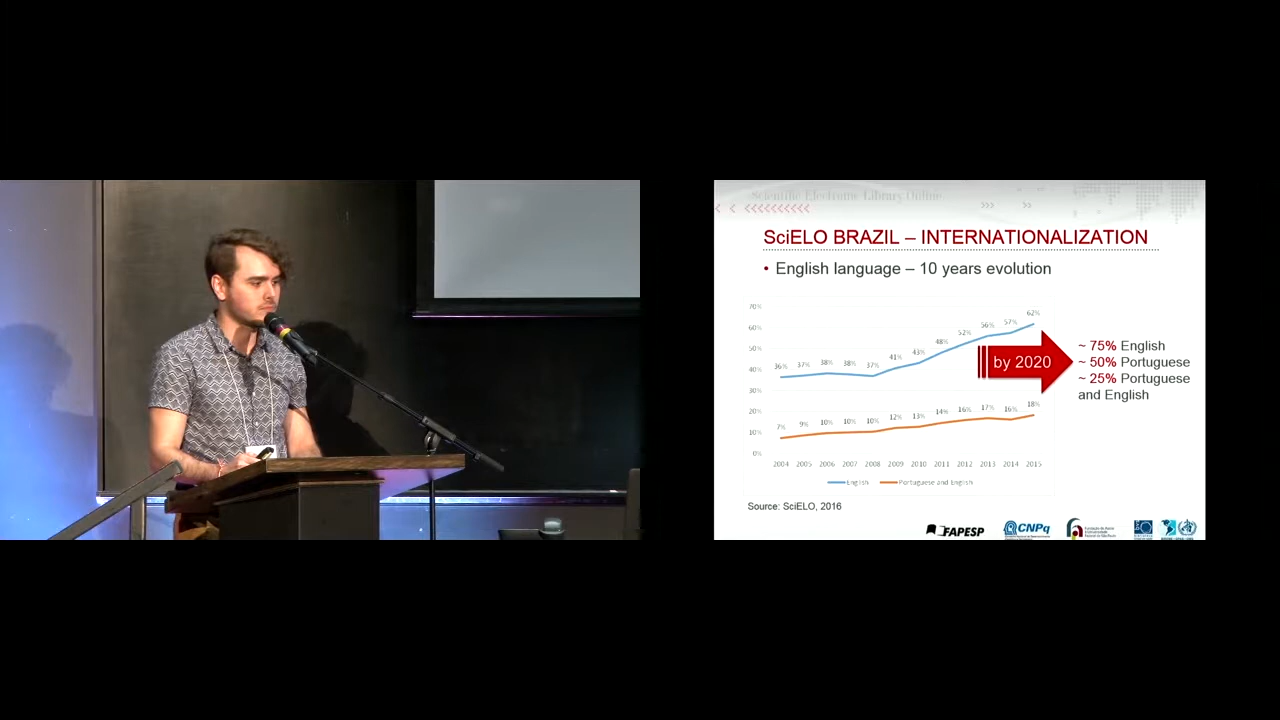 Scientific Electronic Library Online
SciELO BRAZIL – INTERNATIONALIZATION
• English language – 10 years evolution
70%
60%
50%
40%
30%
20%
10%
0%
36% 37% 38% 38% 37% 41% 43% 48% 52% 56% 57% 62%
7% 9% 10% 10% 10% 12% 13% 14% 16% 17% 16% 18%
2004 2005 2006 2007 2008 2009 2010 2011 2012 2013 2014 2015
English Portuguese and English
by 2020
~ 75% English
~ 50% Portuguese
~ 25% Portuguese
and English
Source: SciELO, 2016
FAPESP CNPq